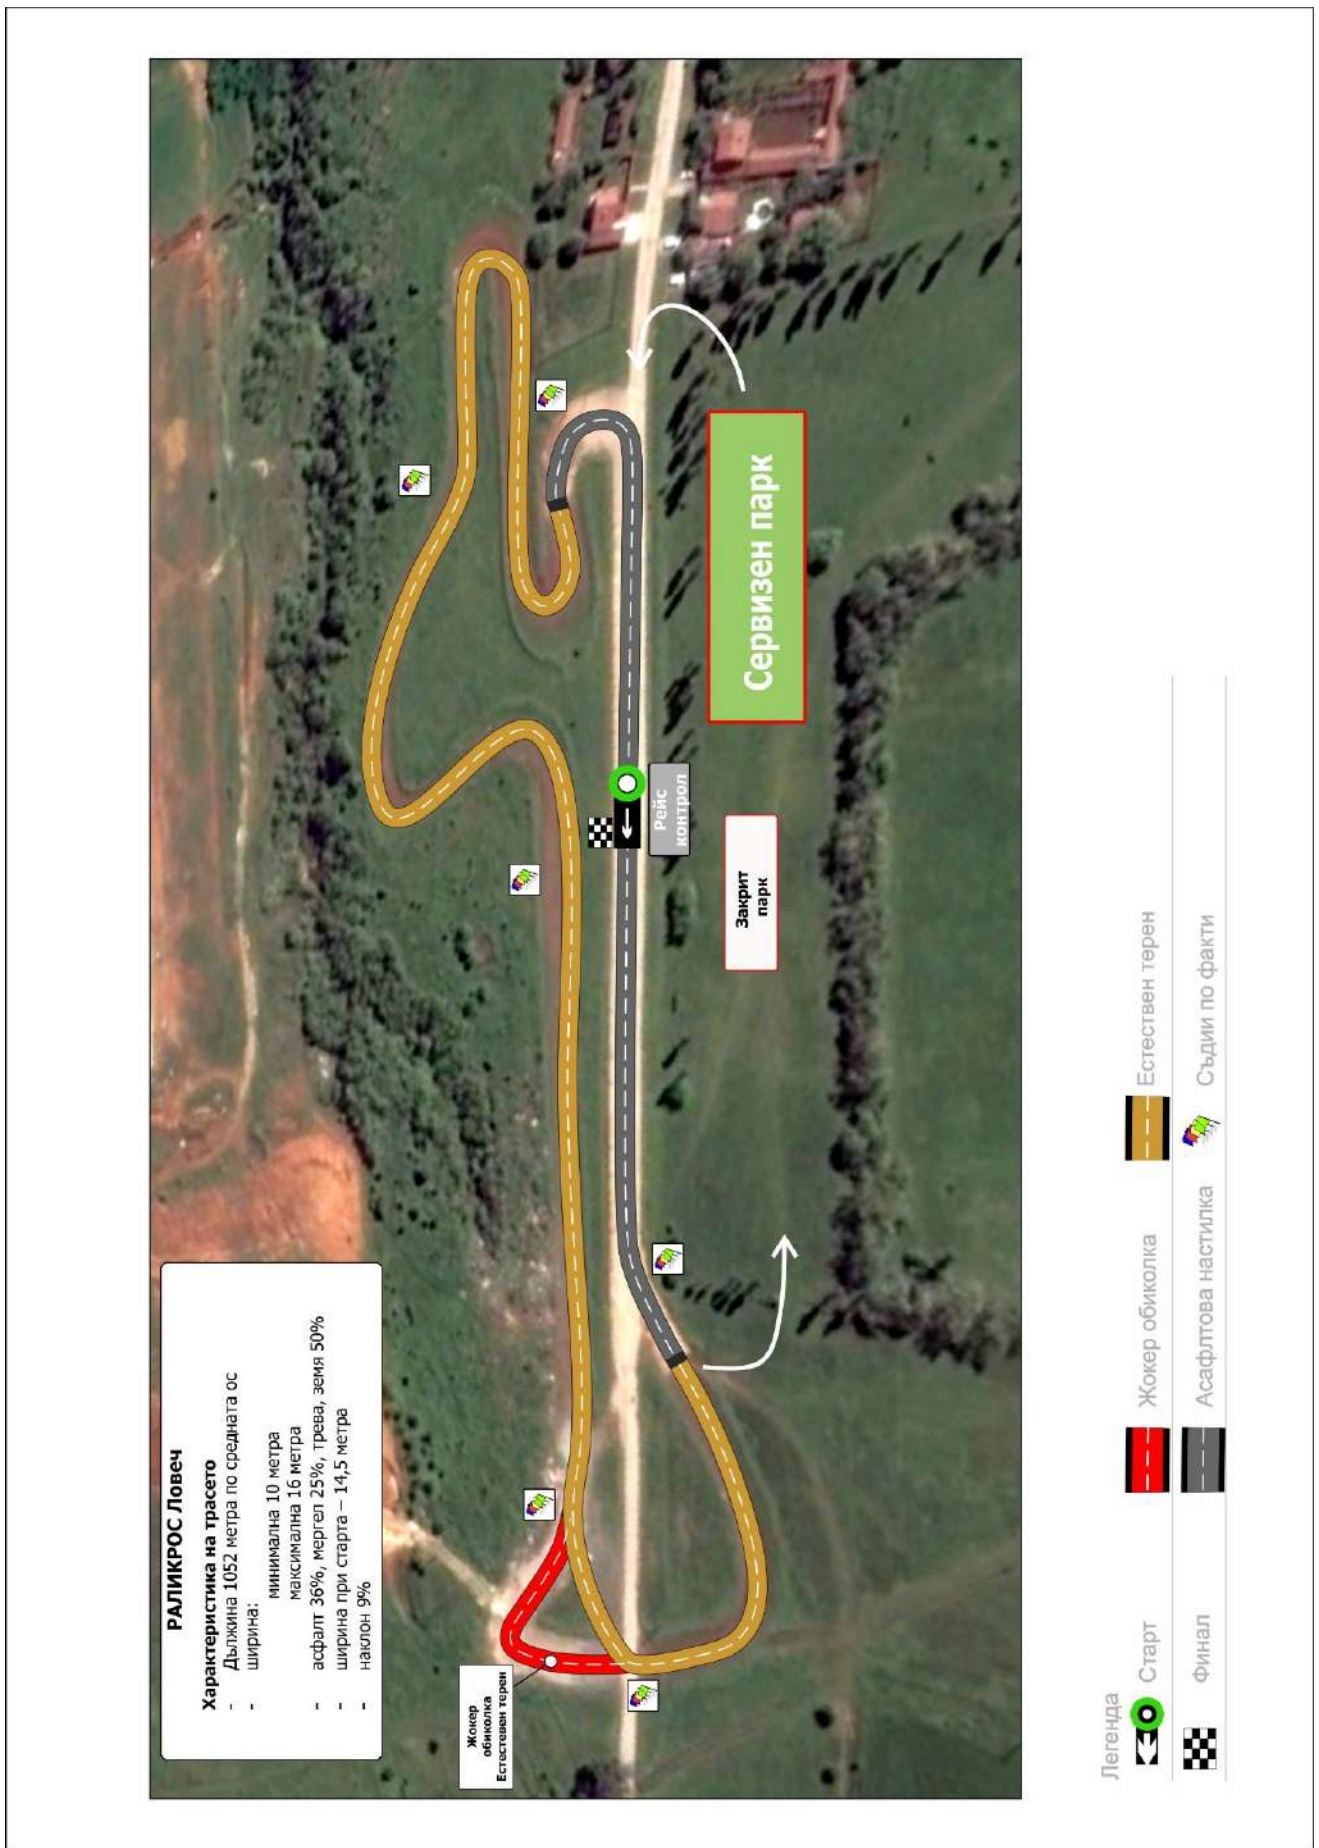 РАЛИКРОС Ловеч
Характеристика на трасето
- Дължина 1052 метра по средната ос
- ширина:
минимална 10 метра
максимална 16 метра
- асфалт 36%, мергел 25%, трева, земя 50%
- ширина при старта – 14,5 метра
- наклон 9%
Жокер
обиколка
Естествен терен
Рейс
контрол
Закрит
парк
Сервизен парк
Легенда
Старт
Жокер обиколка
Естествен терен
Финал
Асафлтова настилка
Съдии по факти